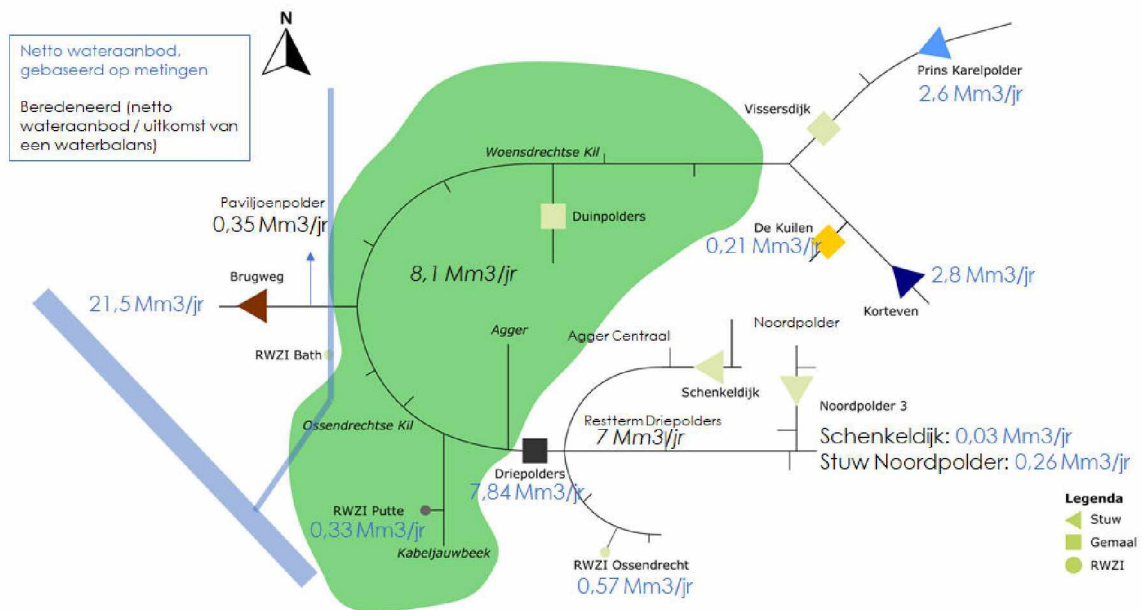 N
Netto wateraanbod,
gebaseerd op metingen
Beredeneerd (netto
wateraanbod / uitkomst van
een waterbalans)
Prins Karelpolder
2,6 Mm3/jr
Vissersdijk
Woensdrechtse Kil
Paviljoenpolder
0,35 Mm3/jr
Duinpolders
De Kuilen
0,21 Mm3/jr
8,1 Mm3/jr
Brugweg
21,5 Mm3/jr
2,8 Mm3/jr
Korteven
Agger
Agger Centraal
Noordpolder
RWZI Bath
Schenkeldijk
Noordpolder 3
Ossendrechtse Kil
Restterm Driepolders
7 Mm3/jr
Schenkeldijk: 0,03 Mm3/jr
Stuw Noordpolder: 0,26 Mm3/jr
Driepolders
7,84 Mm3/jr
RWZI Putte
0,33 Mm3/jr
Kabeljauwbeek
RWZI Ossendrecht
0,57 Mm3/jr
Legenda
Stuw
Gemaal
RWZI